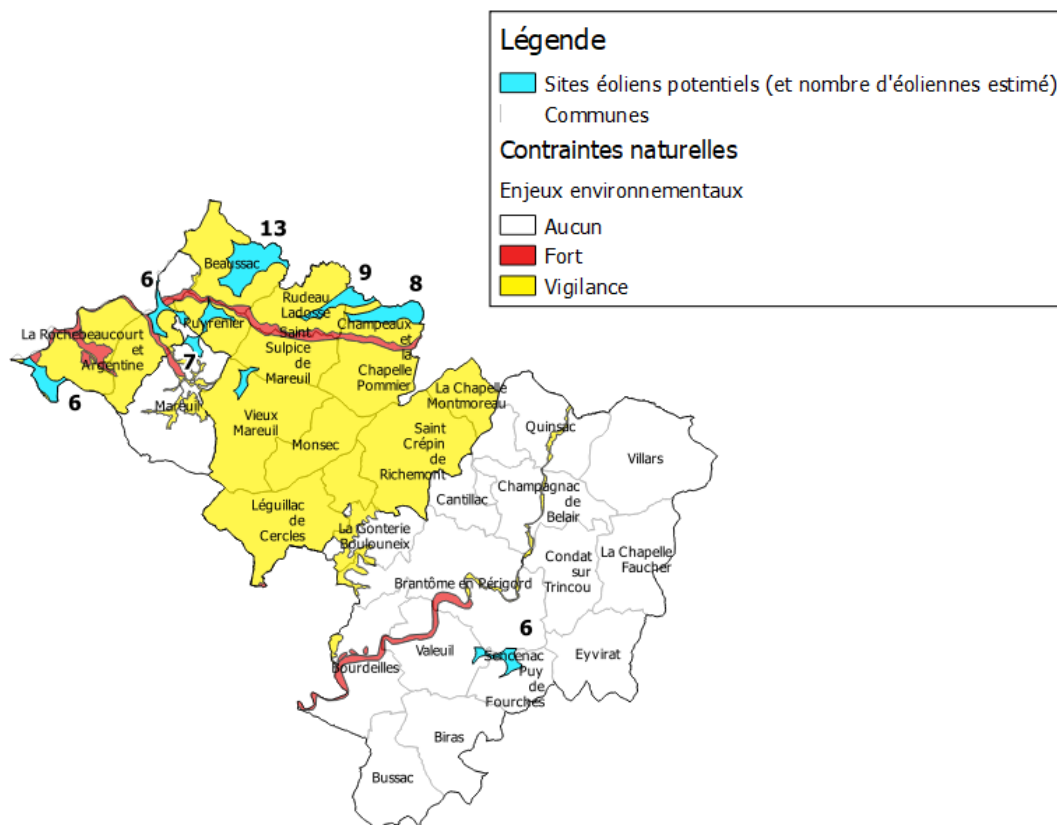 Légende
Sites éoliens potentiels (et nombre d'éoliennes estimé)
Communes
Contraintes naturelles
Enjeux environnementaux
Aucun
Fort
Vigilance
13
Beaussac
6
9
8
Rudeau
Ladosse
Puyrenier
Champeaux
et
la
Chapelle
Pommier
La Rochebeaucourt
et
Argentine
Saint
Sulpice
de
Mareuil
7
6
Mareuil
La Chapelle
Montmoreau
Vieux
Mareuil
Monsec
Saint
Crépin
de
Richemont
Quinsac
Villars
Champagnac
de
Belair
Cantillac
Léguillac
de
Cercles
La Gonterie
Boulouneix
Condat
sur
Trincou
La Chapelle
Faucher
Brantôme en Périgord
6
Valeuil
Bourdeilles
Sencenac
Puy
de
Fourches
Eyvirat
Biras
Bussac